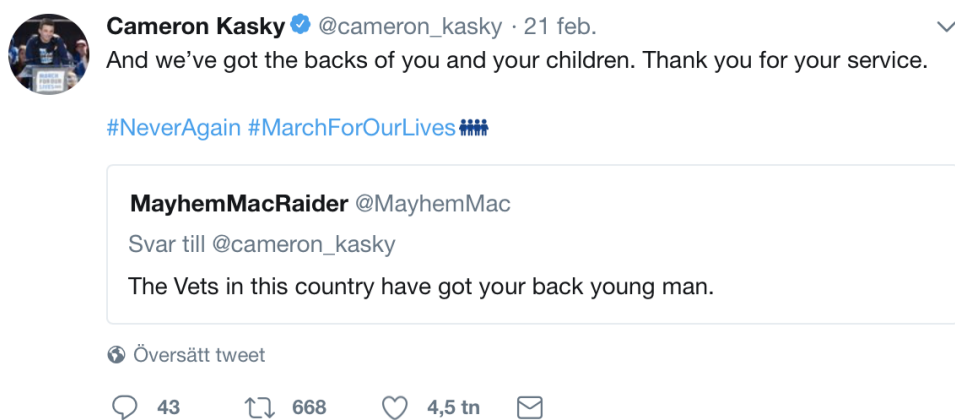 Cameron Kasky @cameron_kasky · 21 feb.
And we’ve got the backs of you and your children. Thank you for your service.
#NeverAgain #MarchForOurLives
MayhemMacRaider @MayhemMac
Svar till @cameron_kasky
The Vets in this country have got your back young man.
Översätt tweet
43 668 4,5 tn